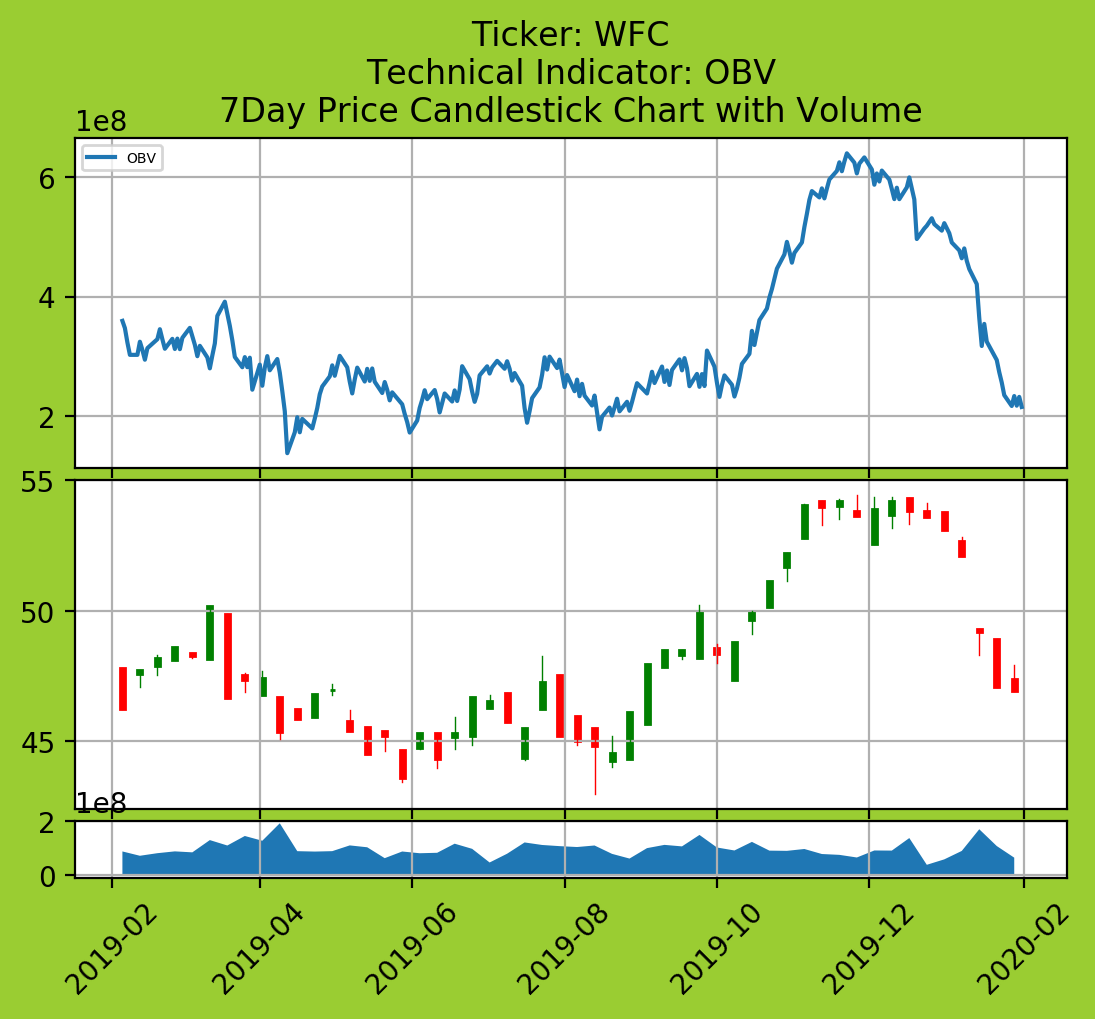 Ticker: WFC
Technical Indicator: OBV
7Day Price Candlestick Chart with Volume
1e8
OBV
6
4
2
55
50
45
1e8
2
0
2019-02
2019-04
2019-06
2019-08
2019-10
2019-12
2020-02